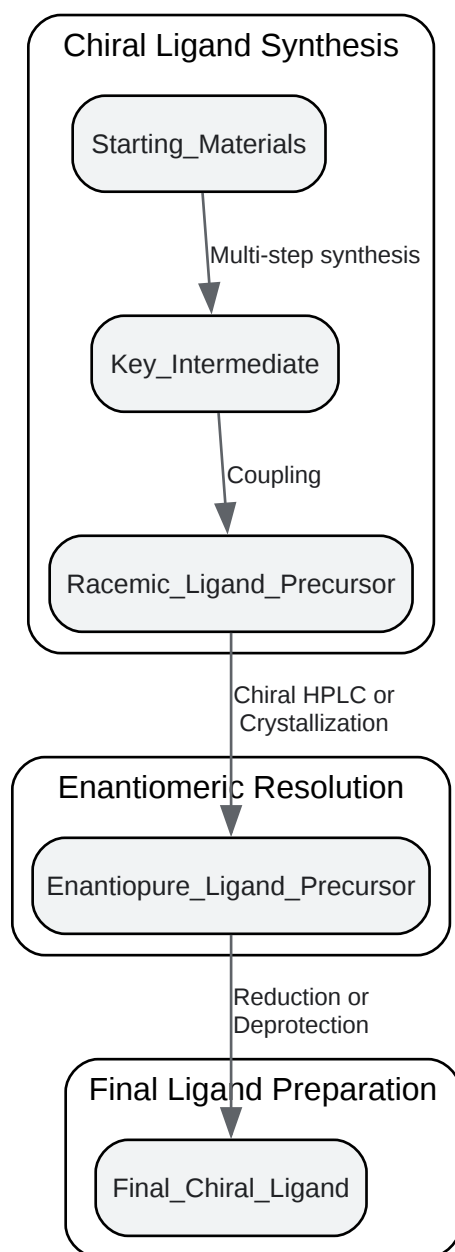 Chiral Ligand Synthesis
Starting_Materials
Multi-step synthesis
Key_Intermediate
Coupling
Racemic_Ligand_Precursor
Chiral HPLC or
Crystallization
Enantiomeric Resolution
Enantiopure_Ligand_Precursor
Reduction or
Deprotection
Final Ligand Preparation
Final_Chiral_Ligand